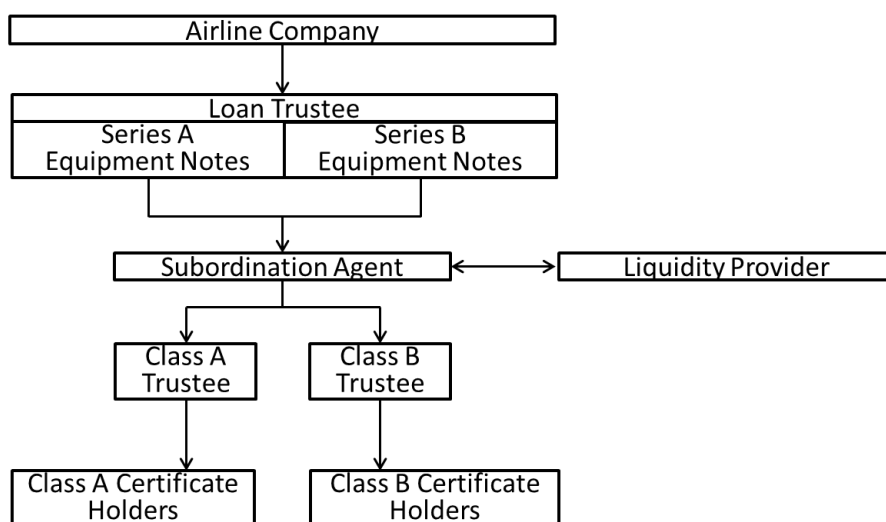 Airline Company
Loan Trustee
Series A
Equipment Notes
Series B
Equipment Notes
Subordination Agent
Liquidity Provider
Class A
Trustee
Class B
Trustee
Class A Certificate
Holders
Class B Certificate
Holders